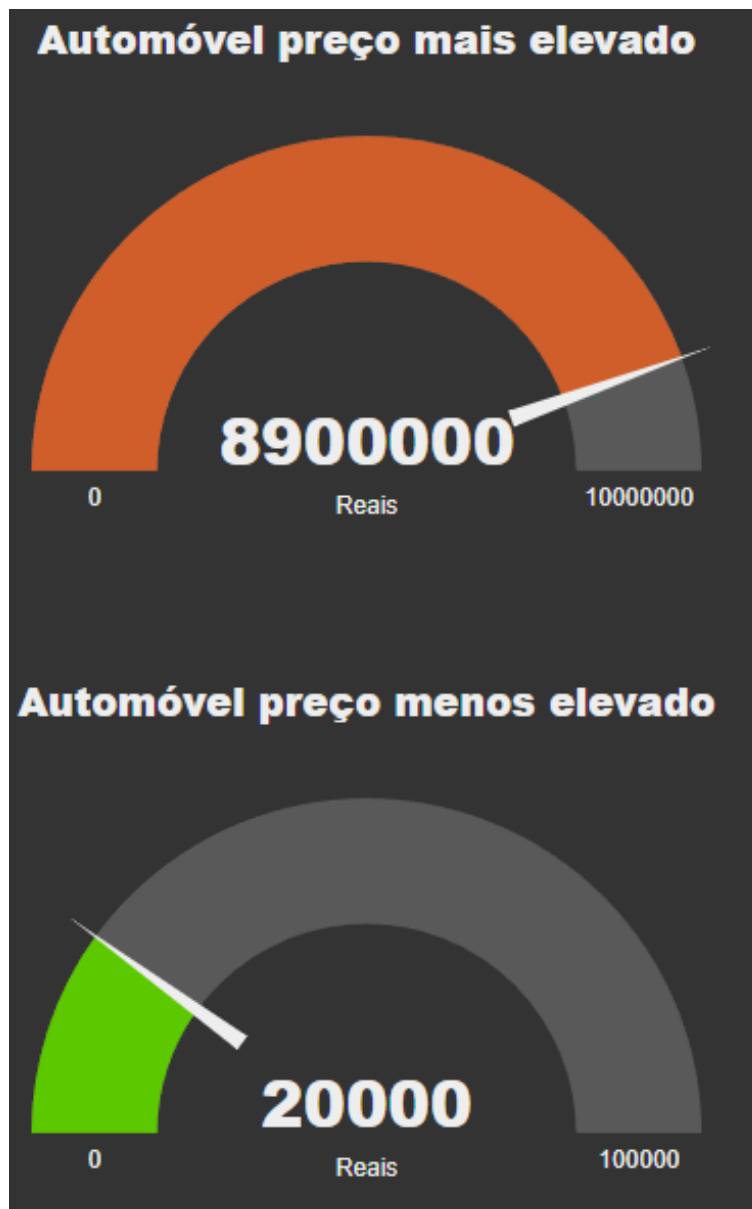 Automóvel preço mais elevado
8900000
0
Reais
10000000
Automóvel preço menos elevado
20000
0
Reais
100000